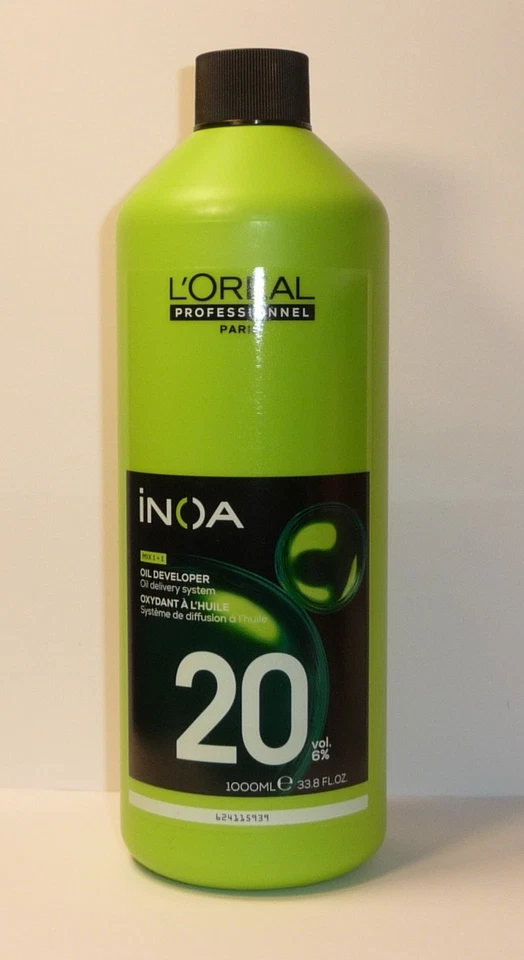 L'ORÉAL
PROFESSIONNEL
PARIS
iNOA
MIX 1 + 1
OIL DEVELOPER
Oil delivery system
OXYDANT À L'HUILE
Système de diffusion à l'huile
20
vol.
6%
1000ML ℮ 33.8 FL.OZ.
624115939